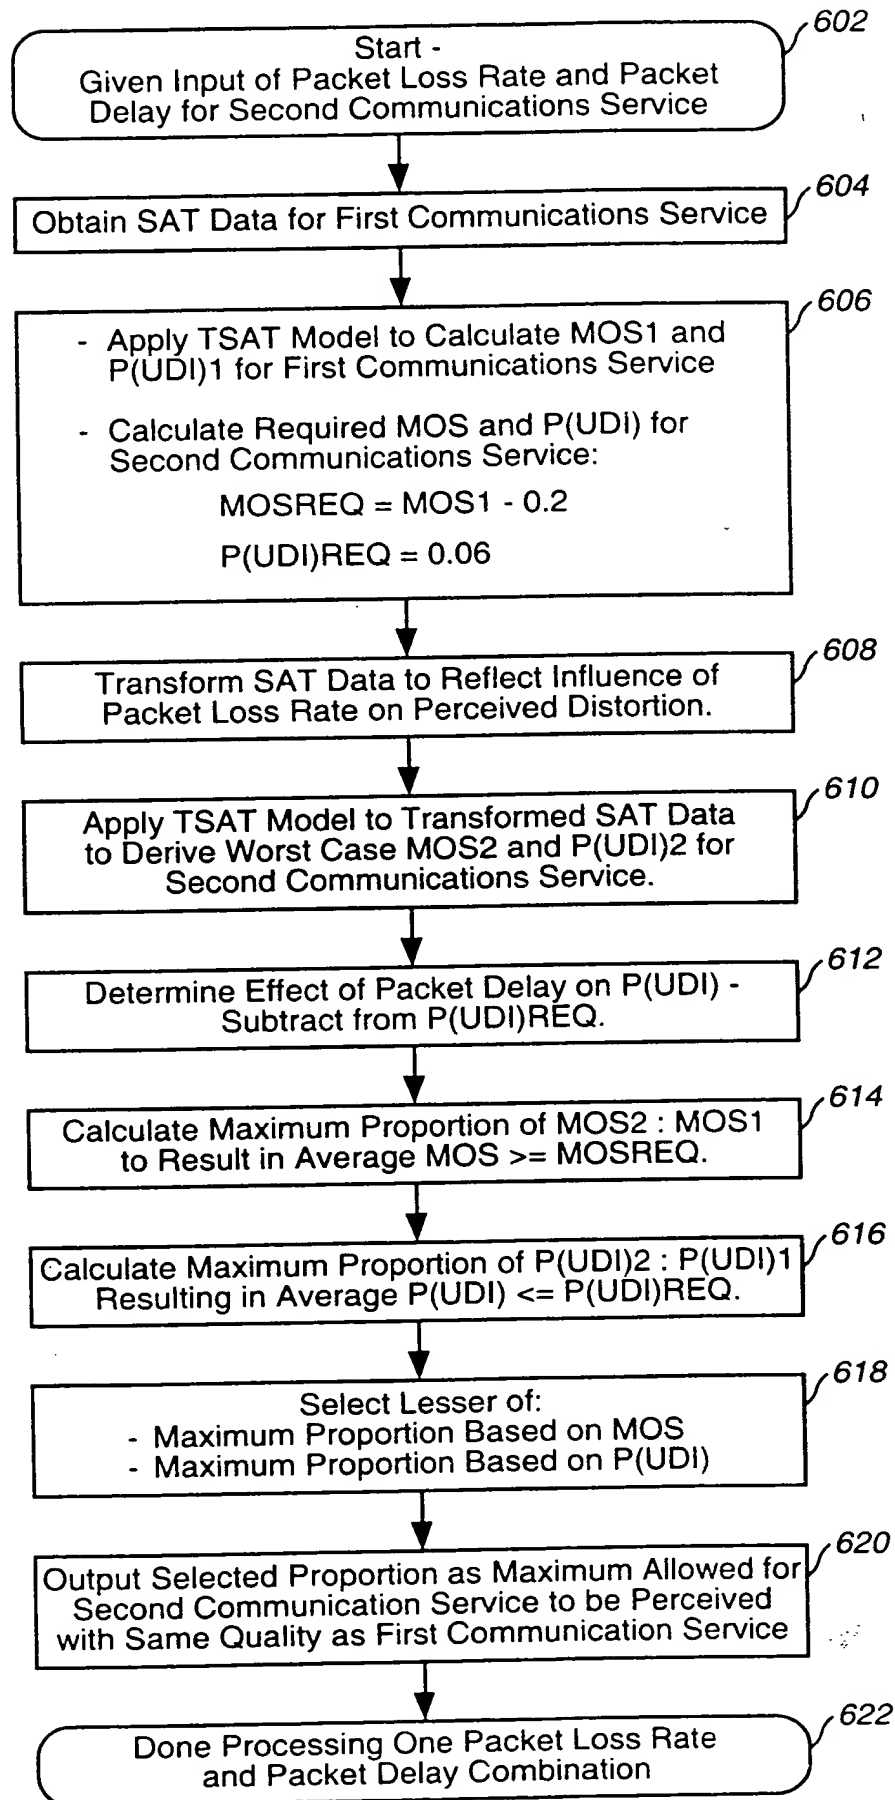 602
Start -
Given Input of Packet Loss Rate and Packet
Delay for Second Communications Service
604
Obtain SAT Data for First Communications Service
606
- Apply TSAT Model to Calculate MOS1 and
P(UDI)1 for First Communications Service
- Calculate Required MOS and P(UDI) for
Second Communications Service:
MOSREQ = MOS1 - 0.2
P(UDI)REQ = 0.06
608
Transform SAT Data to Reflect Influence of
Packet Loss Rate on Perceived Distortion.
610
Apply TSAT Model to Transformed SAT Data
to Derive Worst Case MOS2 and P(UDI)2 for
Second Communications Service.
612
Determine Effect of Packet Delay on P(UDI) -
Subtract from P(UDI)REQ.
614
Calculate Maximum Proportion of MOS2 : MOS1
to Result in Average MOS >= MOSREQ.
616
Calculate Maximum Proportion of P(UDI)2 : P(UDI)1
Resulting in Average P(UDI) <= P(UDI)REQ.
618
Select Lesser of:
- Maximum Proportion Based on MOS
- Maximum Proportion Based on P(UDI)
620
Output Selected Proportion as Maximum Allowed for
Second Communication Service to be Perceived
with Same Quality as First Communication Service
622
Done Processing One Packet Loss Rate
and Packet Delay Combination